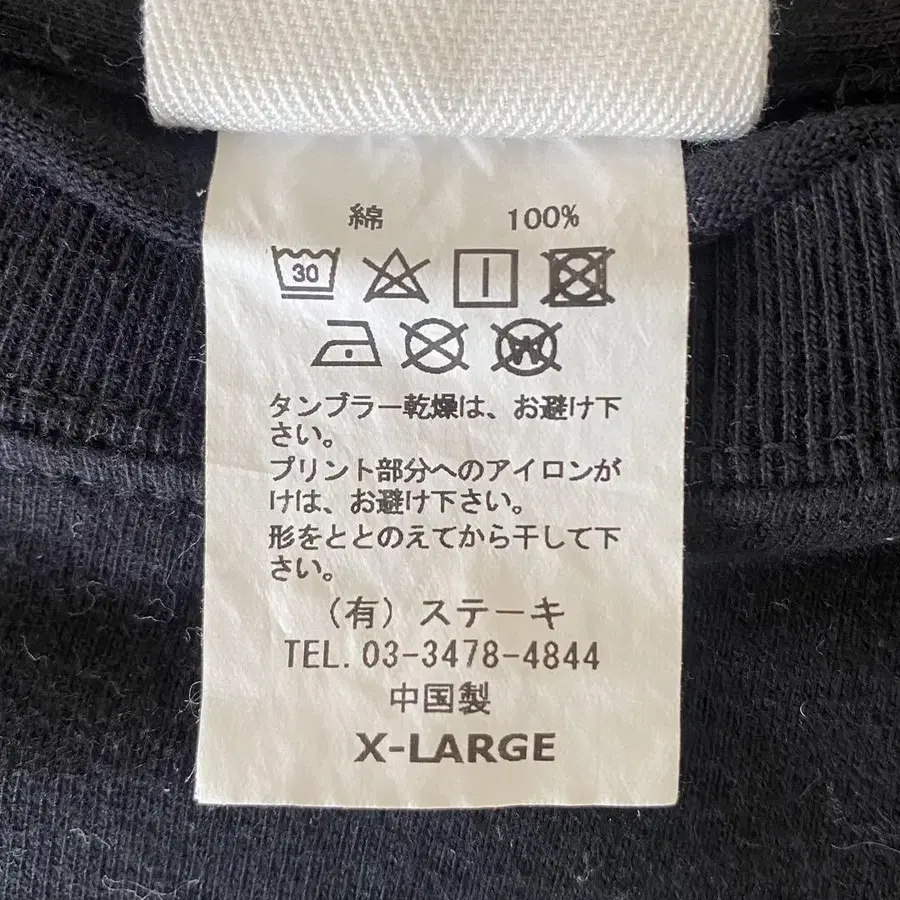 綿 100%
30
W
タンブラー乾燥は、お避け下
さい。
プリント部分へのアイロンが
けは、お避け下さい。
形をととのえてから干して下
さい。
（有）ステーキ
TEL. 03-3478-4844
中国製
X-LARGE